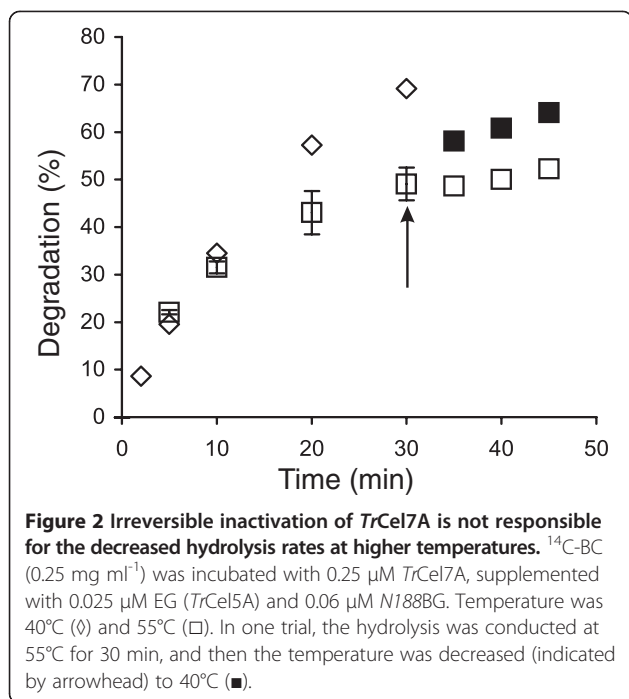 80
70
60
50
40
30
20
10
0
Degradation (%)
0 10 20 30 40 50
Time (min)
Figure 2 Irreversible inactivation of TrCel7A is not responsible
for the decreased hydrolysis rates at higher temperatures. ¹⁴C-BC
(0.25 mg ml⁻¹) was incubated with 0.25 μM TrCel7A, supplemented
with 0.025 μM EG (TrCel5A) and 0.06 μM N188BG. Temperature was
40°C (◊) and 55°C (□). In one trial, the hydrolysis was conducted at
55°C for 30 min, and then the temperature was decreased (indicated
by arrowhead) to 40°C (■).